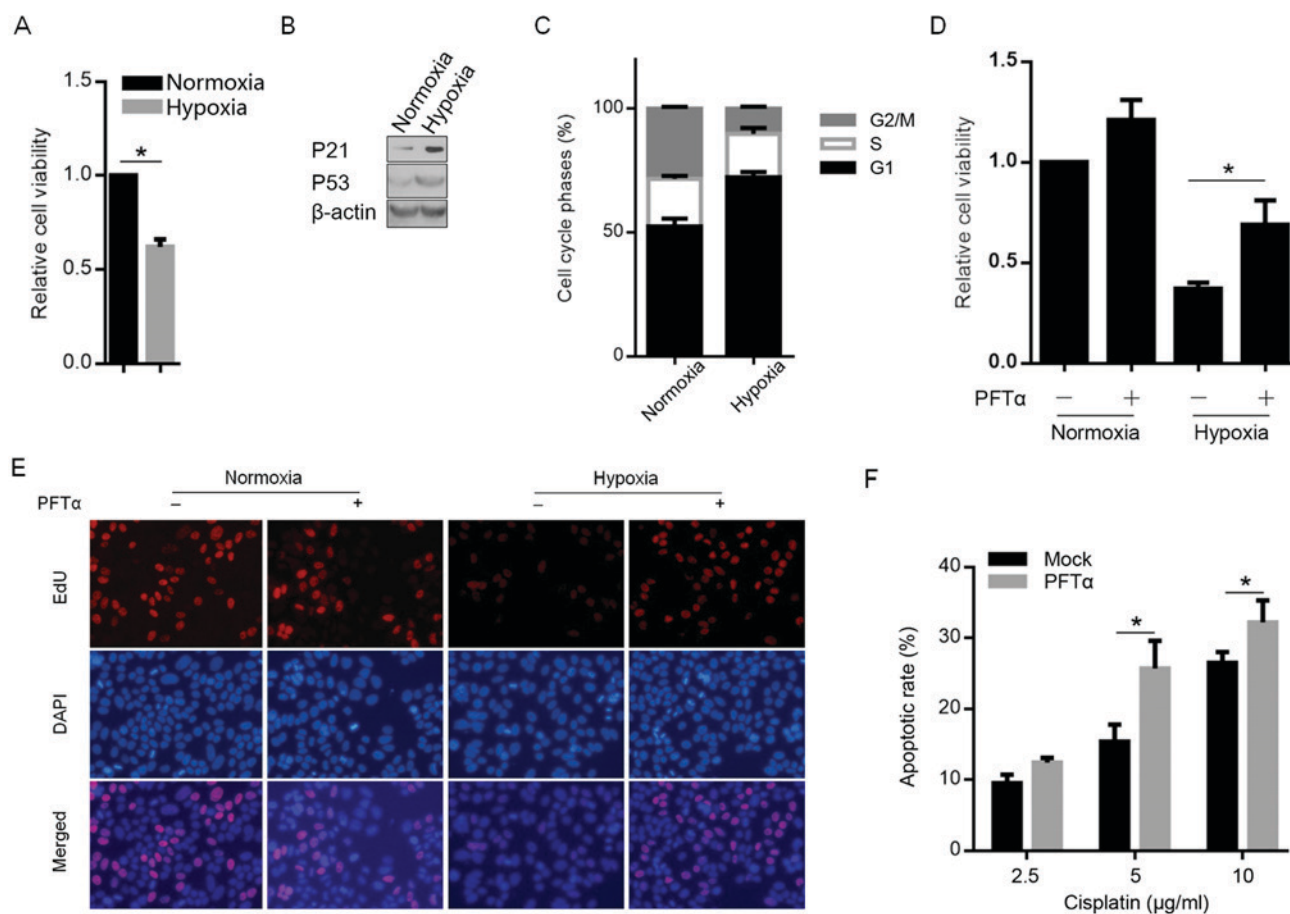 A
Relative cell viability
1.5
1.0
0.5
0.0
Normoxia
Hypoxia
*
B
Normoxia
Hypoxia
P21
P53
β-actin
C
Cell cycle phases (%)
100
50
0
G2/M
S
G1
Normoxia
Hypoxia
D
Relative cell viability
1.5
1.0
0.5
0.0
*
PFTα − + − +
Normoxia Hypoxia
E
Normoxia Hypoxia
PFTα − + − +
EdU
DAPI
Merged
F
Apoptotic rate (%)
40
30
20
10
0
Mock
PFTα
*
*
2.5 5 10
Cisplatin (µg/ml)